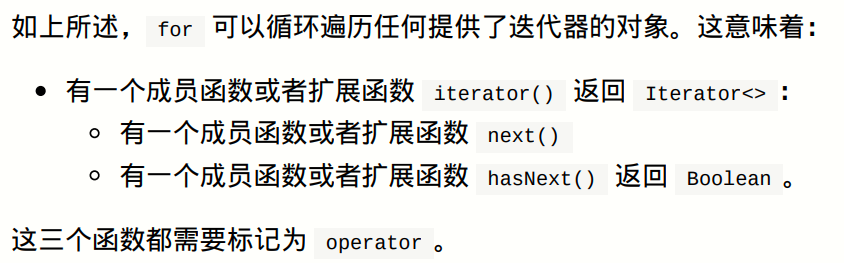 如上所述，for 可以循环遍历任何提供了迭代器的对象。这意味着：
有一个成员函数或者扩展函数 iterator() 返回 Iterator<>：
有一个成员函数或者扩展函数 next()
有一个成员函数或者扩展函数 hasNext() 返回 Boolean。
这三个函数都需要标记为 operator。